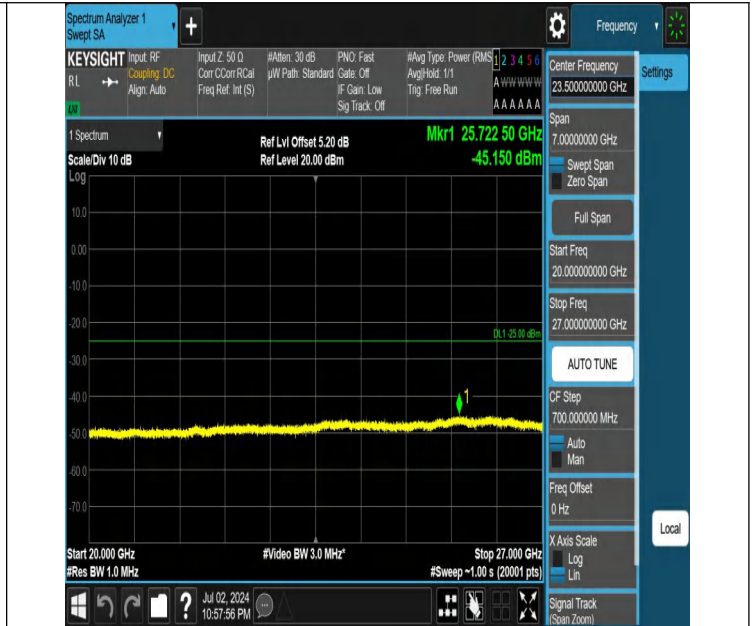 Spectrum Analyzer 1
Swept SA
Frequency
KEYSIGHT
RL
LXI
Input: RF
Coupling: DC
Align: Auto
Input Z: 50 Ω
Corr CCorr RCal
Freq Ref: Int (S)
#Atten: 30 dB
µW Path: Standard
PNO: Fast
Gate: Off
IF Gain: Low
Sig Track: Off
#Avg Type: Power (RMS
Avg|Hold: 1/1
Trig: Free Run
1 2 3 4 5 6
A W W W W W
A A A A A A
1 Spectrum
Scale/Div 10 dB
Log
Ref Lvl Offset 5.20 dB
Ref Level 20.00 dBm
Mkr1 25.722 50 GHz
-45.150 dBm
10.0
0.00
-10.0
-20.0
-30.0
-40.0
-50.0
-60.0
-70.0
DL1 -25.00 dBm
1
Start 20.000 GHz
#Res BW 1.0 MHz
#Video BW 3.0 MHz*
Stop 27.000 GHz
#Sweep ~1.00 s (20001 pts)
Center Frequency
23.500000000 GHz
Span
7.00000000 GHz
Swept Span
Zero Span
Full Span
Start Freq
20.000000000 GHz
Stop Freq
27.000000000 GHz
AUTO TUNE
CF Step
700.000000 MHz
Auto
Man
Freq Offset
0 Hz
X Axis Scale
Log
Lin
Signal Track
(Span Zoom)
Settings
Local
?
Jul 02, 2024
10:57:56 PM